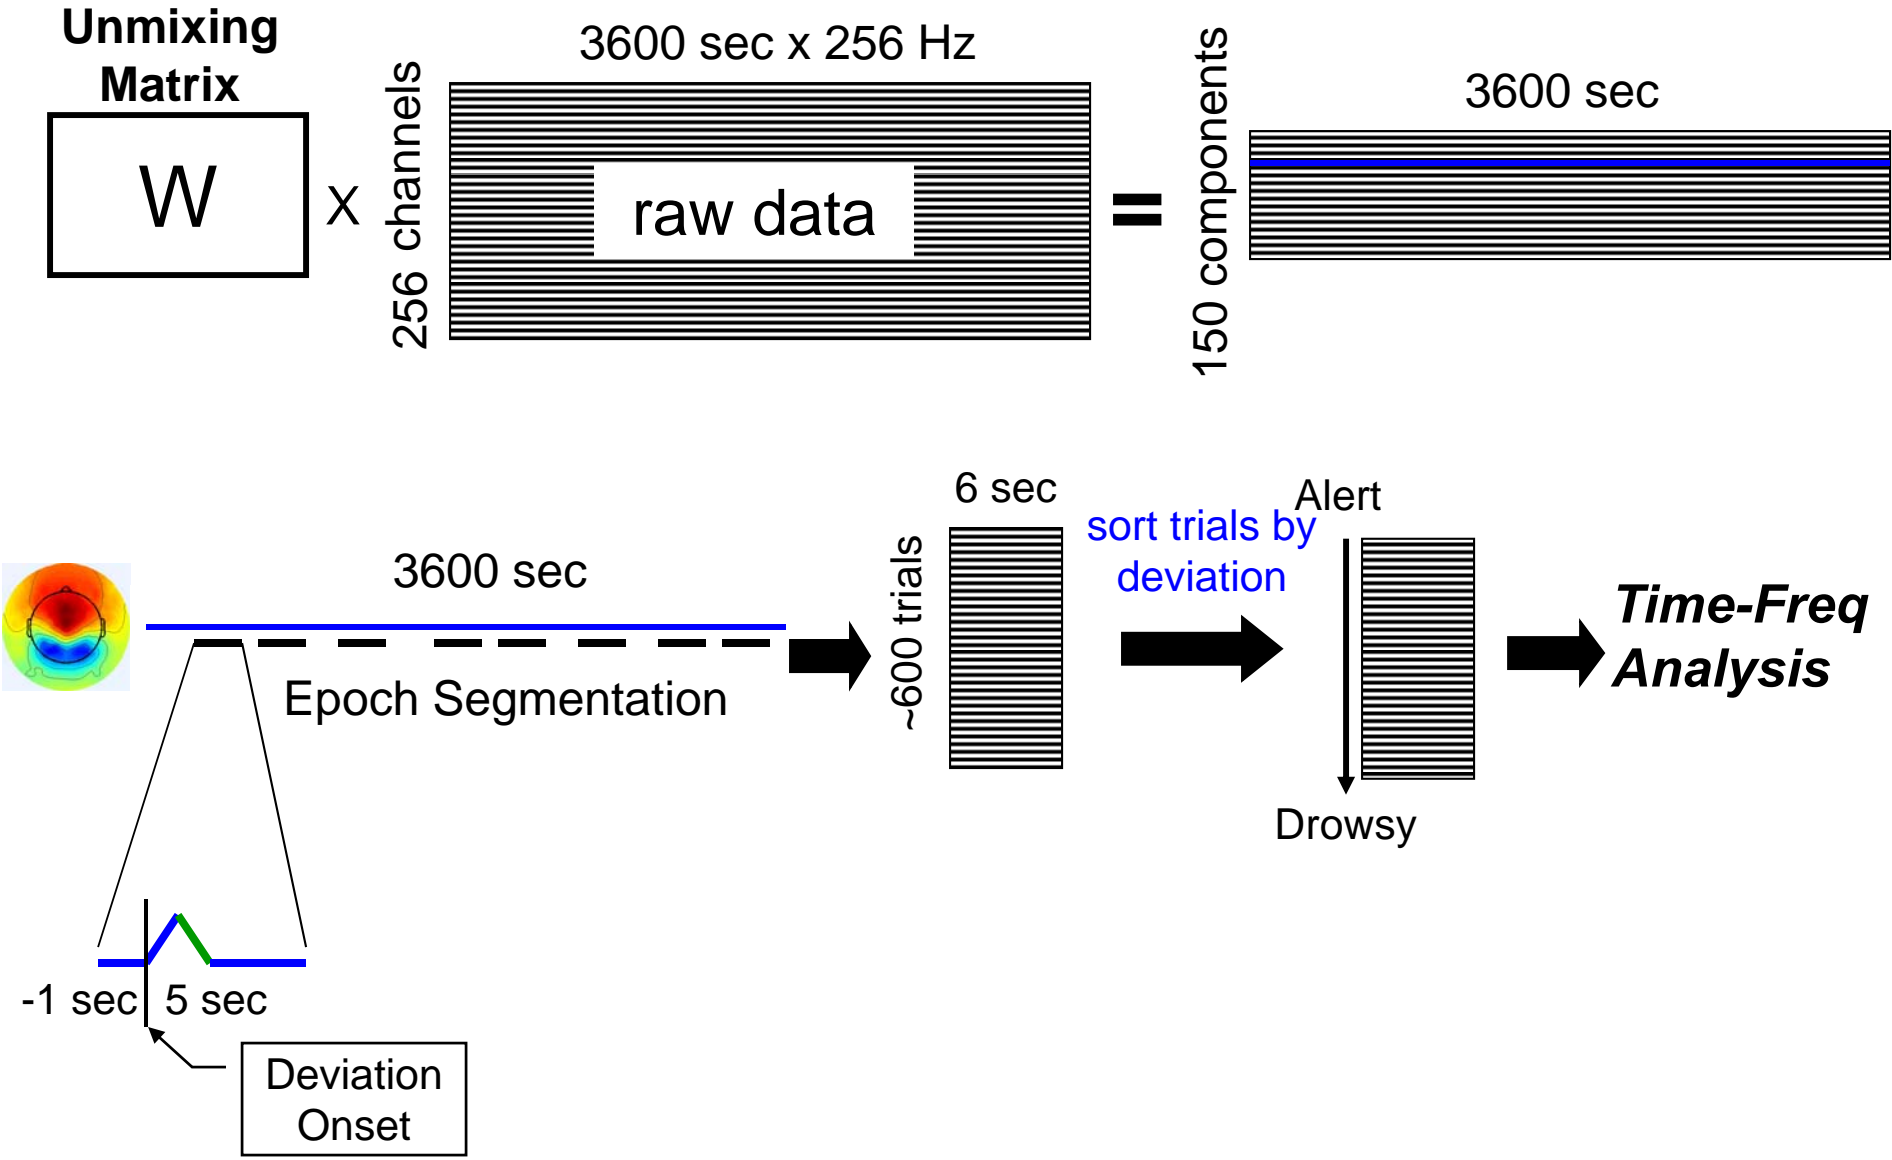 Unmixing
Matrix
W
X
256 channels
3600 sec x 256 Hz
raw data
=
150 components
3600 sec
3600 sec
Epoch Segmentation
-1 sec
5 sec
Deviation
Onset
~600 trials
6 sec
sort trials by
deviation
Alert
Drowsy
Time-Freq
Analysis